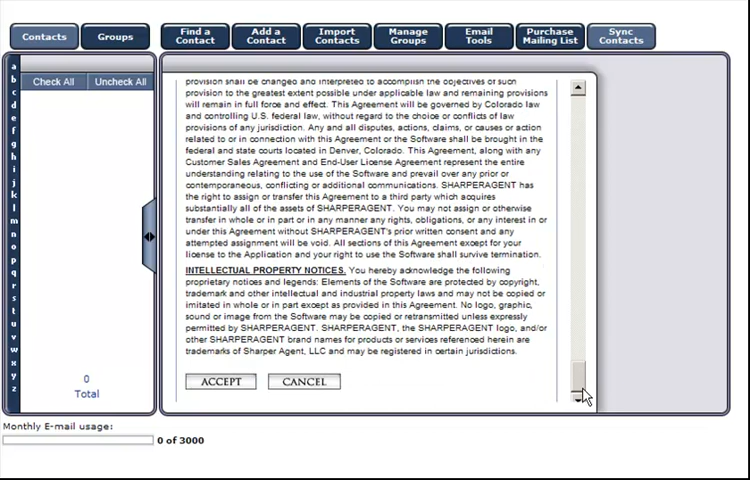 Contacts
Groups
Find a
Contact
Add a
Contact
Import
Contacts
Manage
Groups
Email
Tools
Purchase
Mailing List
Sync
Contacts
Check All
Uncheck All
a
b
c
d
e
f
g
h
i
j
k
l
m
n
o
p
q
r
s
t
u
v
w
x
y
z
0
Total
provision shall be changed and interpreted to accomplish the objectives of such
provision to the greatest extent possible under applicable law and remaining provisions
will remain in full force and effect. This Agreement will be governed by Colorado law
and controlling U.S. federal law, without regard to the choice or conflicts of law
provisions of any jurisdiction. Any and all disputes, actions, claims, or causes or action
related to or in connection with this Agreement or the Software shall be brought in the
federal and state courts located in Denver, Colorado. This Agreement, along with any
Customer Sales Agreement and End-User License Agreement represent the entire
understanding relating to the use of the Software and prevail over any prior or
contemporaneous, conflicting or additional communications. SHARPERAGENT has
the right to assign or transfer this Agreement to a third party which acquires
substantially all of the assets of SHARPERAGENT. You may not assign or otherwise
transfer in whole or in part or in any manner any rights, obligations, or any interest in or
under this Agreement without SHARPERAGENT's prior written consent and any
attempted assignment will be void. All sections of this Agreement except for your
license to the Application and your right to use the Software shall survive termination.
INTELLECTUAL PROPERTY NOTICES. You hereby acknowledge the following
proprietary notices and legends: Elements of the Software are protected by copyright,
trademark and other intellectual and industrial property laws and may not be copied or
imitated in whole or in part except as provided in this Agreement. No logo, graphic,
sound or image from the Software may be copied or retransmitted unless expressly
permitted by SHARPERAGENT. SHARPERAGENT, the SHARPERAGENT logo, and/or
other SHARPERAGENT brand names for products or services referenced herein are
trademarks of Sharper Agent, LLC and may be registered in certain jurisdictions.
ACCEPT
CANCEL
Monthly E-mail usage:
0 of 3000